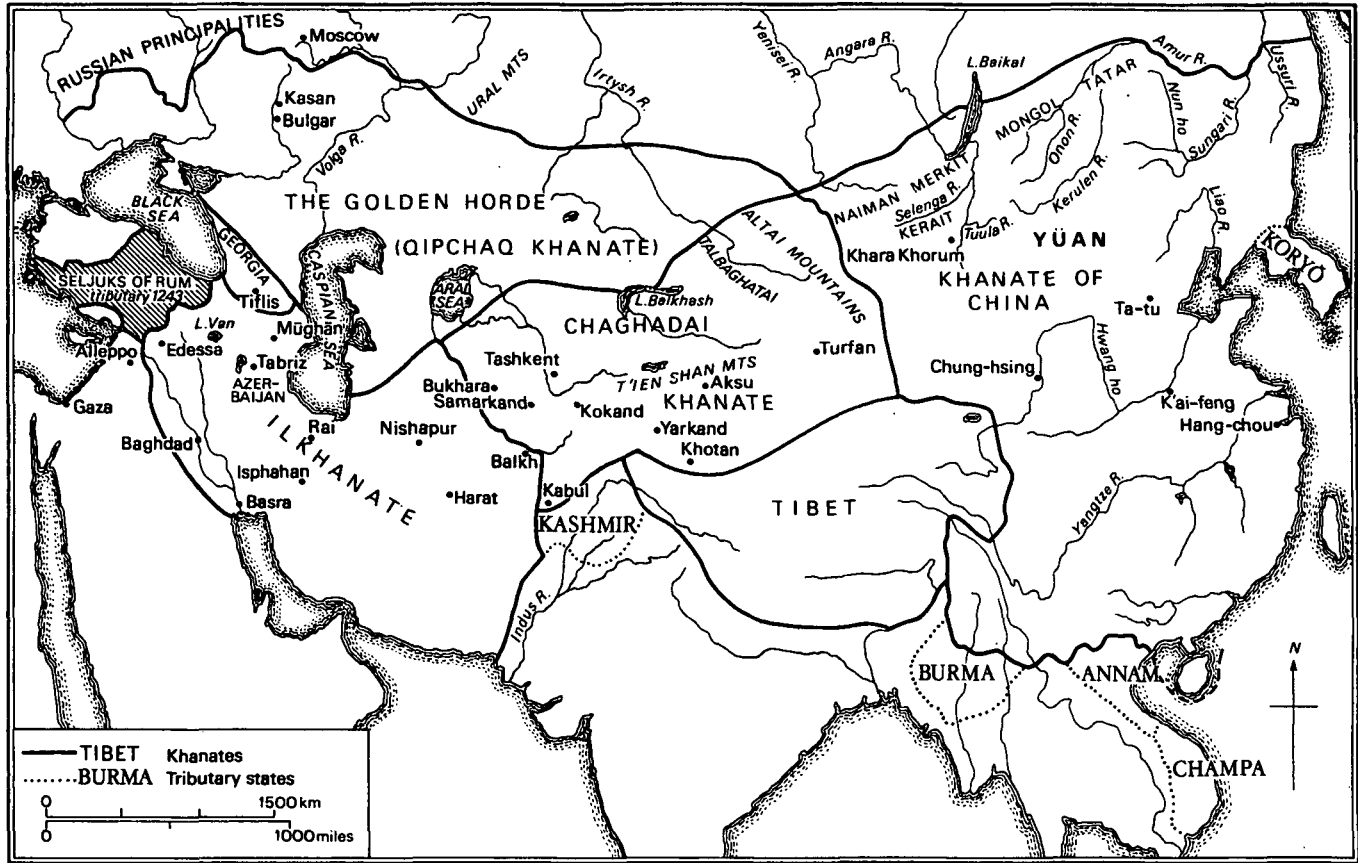 RUSSIAN PRINCIPALITIES
Moscow
Kasan
Bulgar
URAL MTS
Volga R.
Irtysh R.
Yenisei R.
Angara R.
L.Baikal
Amur R.
Ussuri R.
TATAR
MONGOL
Nun ho
Sungari R.
Onon R.
Kerulen R.
MERKIT
NAIMAN
Selenga R.
KERAIT
Tuula R.
Khara Khorum
Liao R.
KORYŎ
BLACK
SEA
THE GOLDEN HORDE
(QIPCHAQ KHANATE)
GEORGIA
CASPIAN SEA
ARAL
SEA
TALBAGHATAI
ALTAI MOUNTAINS
YÜAN
KHANATE OF
CHINA
Ta-tu
SELJUKS OF RUM
tributary 1243
Tiflis
L.Van
Mūghān
Alleppo
Edessa
Tabriz
AZER-
BAIJAN
Gaza
L.Balkhash
CHAGHADAI
Tashkent
T'IEN SHAN MTS
Turfan
Bukhara
Aksu
Samarkand
KHANATE
Kokand
Yarkand
Khotan
Hwang ho
Chung-hsing
K'ai-feng
Hang-chou
Baghdad
ILKHANATE
Rai
Nishapur
Balkh
Isphahan
Basra
Harat
Kabul
KASHMIR
TIBET
Yangtze R.
Indus R.
BURMA
ANNAM
CHAMPA
N
TIBET Khanates
BURMA Tributary states
0 1500 km
0 1000 miles